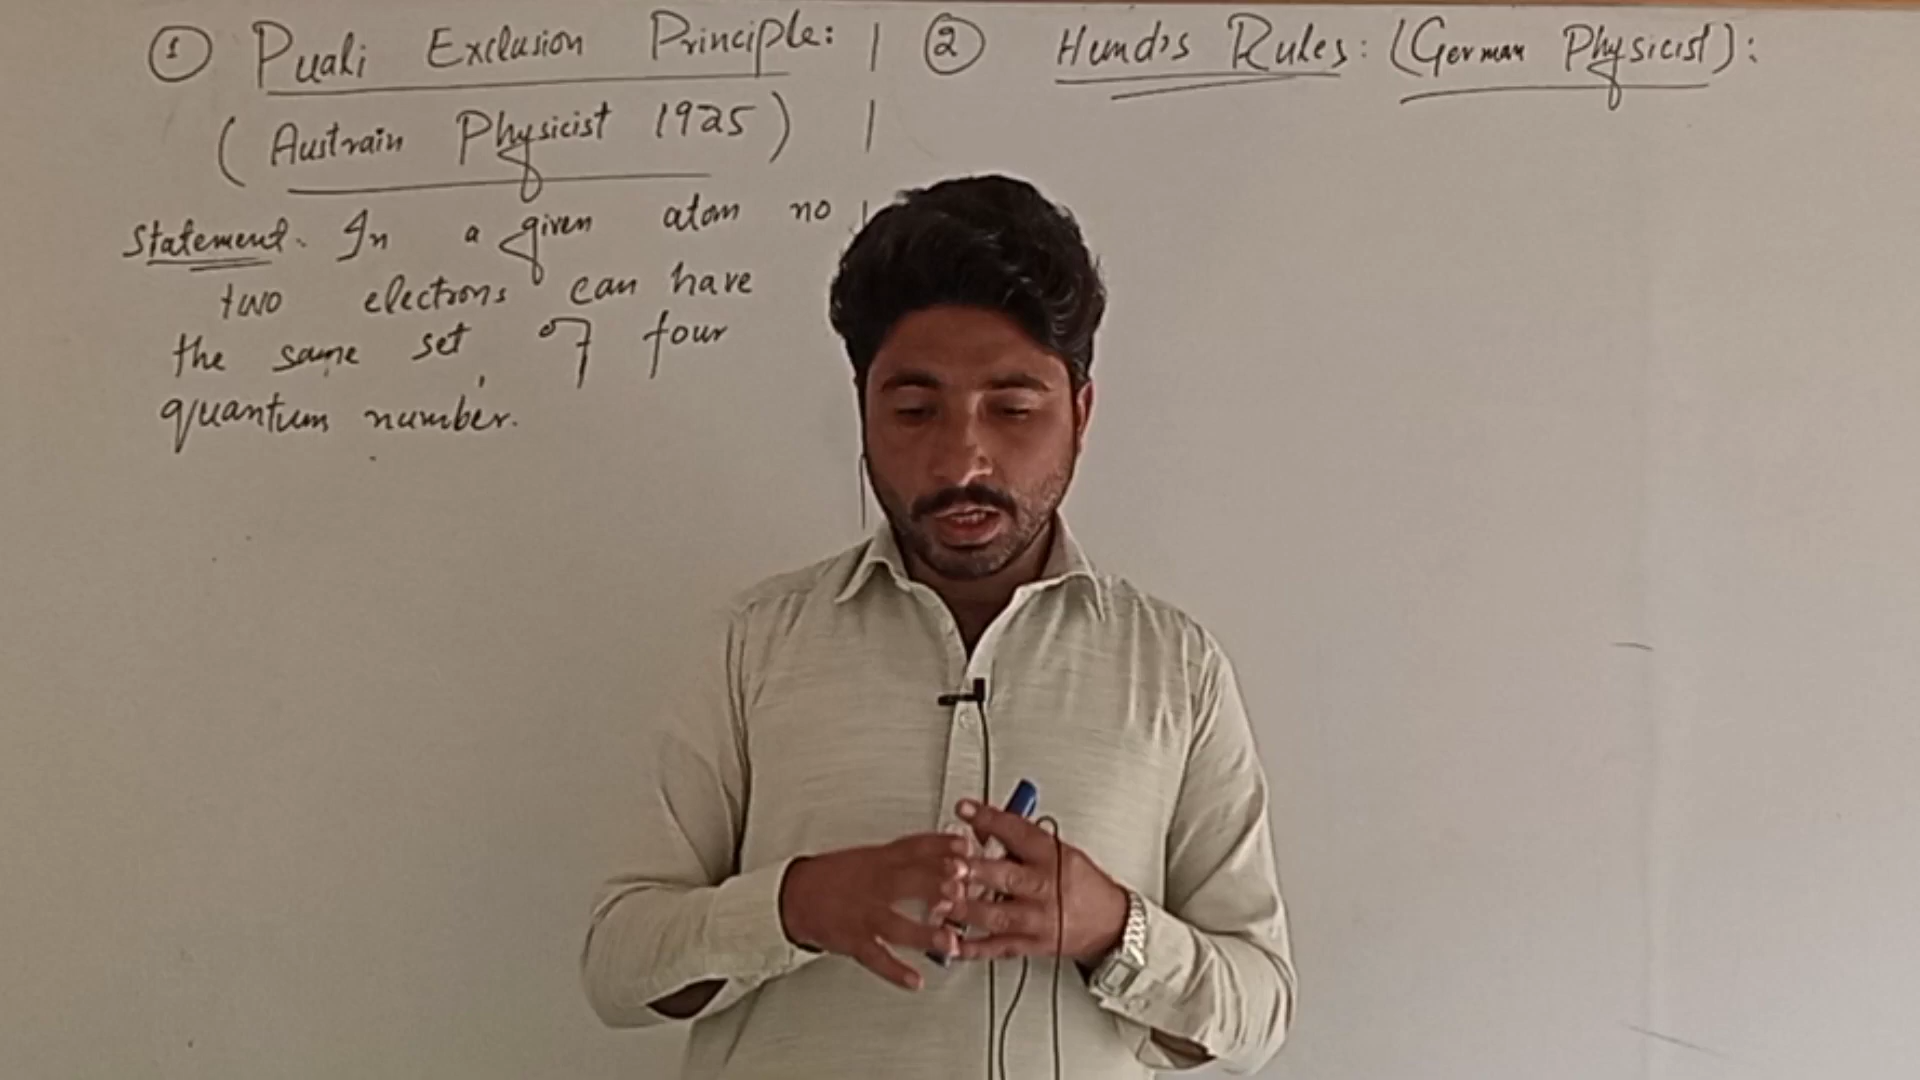 ① Puali Exclusion Principle:
(Austrain Physicist 1925)
Statement. In a given atom no
two electrons can have
the same set of four
quantum number.
② Hund's Rules: (German Physicist):